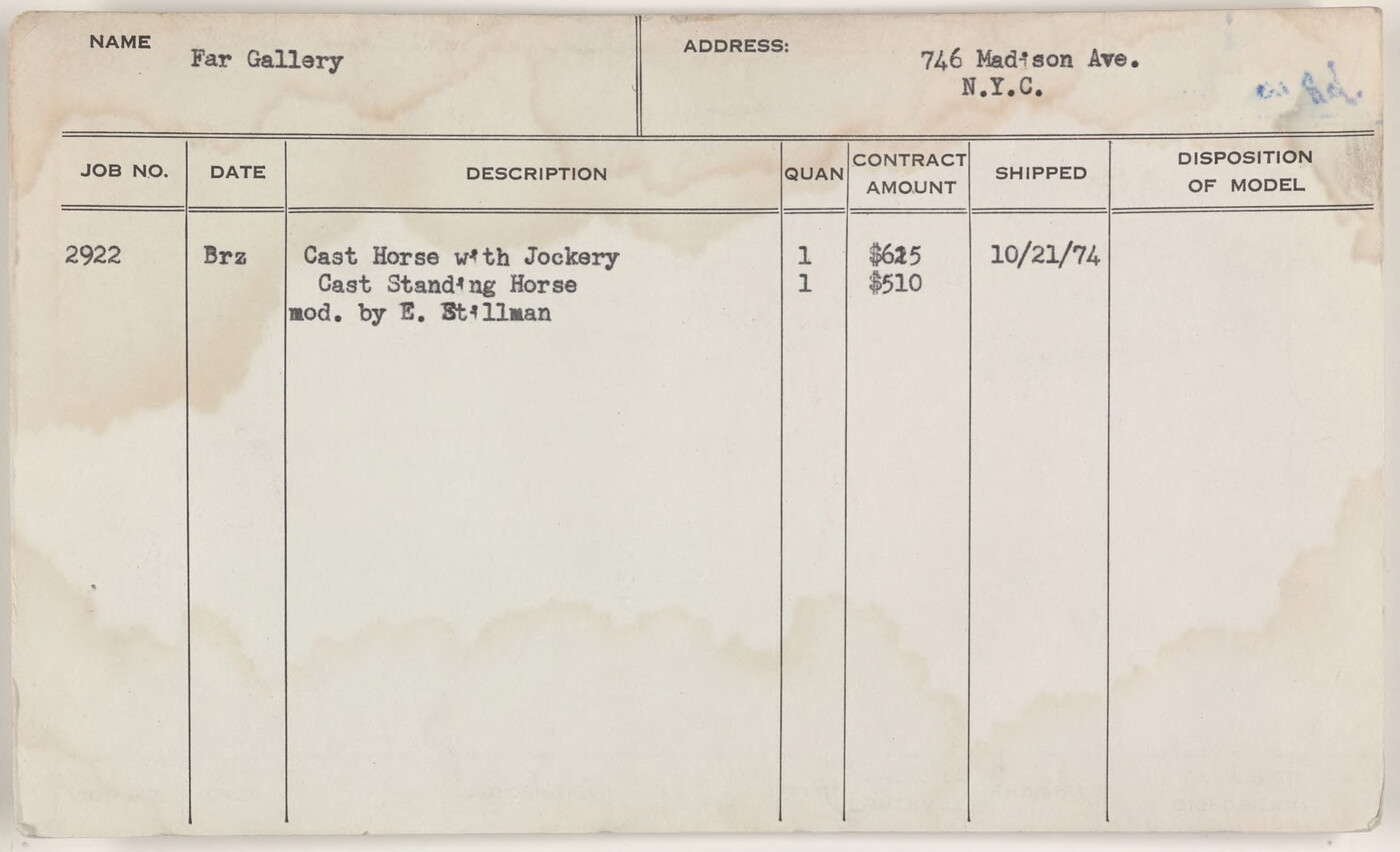 NAME Far Gallery ADDRESS: 746 Madison Ave.
N.Y.C.
JOB NO. DATE DESCRIPTION QUAN CONTRACT AMOUNT SHIPPED DISPOSITION OF MODEL
2922 Brz Cast Horse with Jockery 1 $625 10/21/74
Cast Standing Horse 1 $510
mod. by E. Stillman